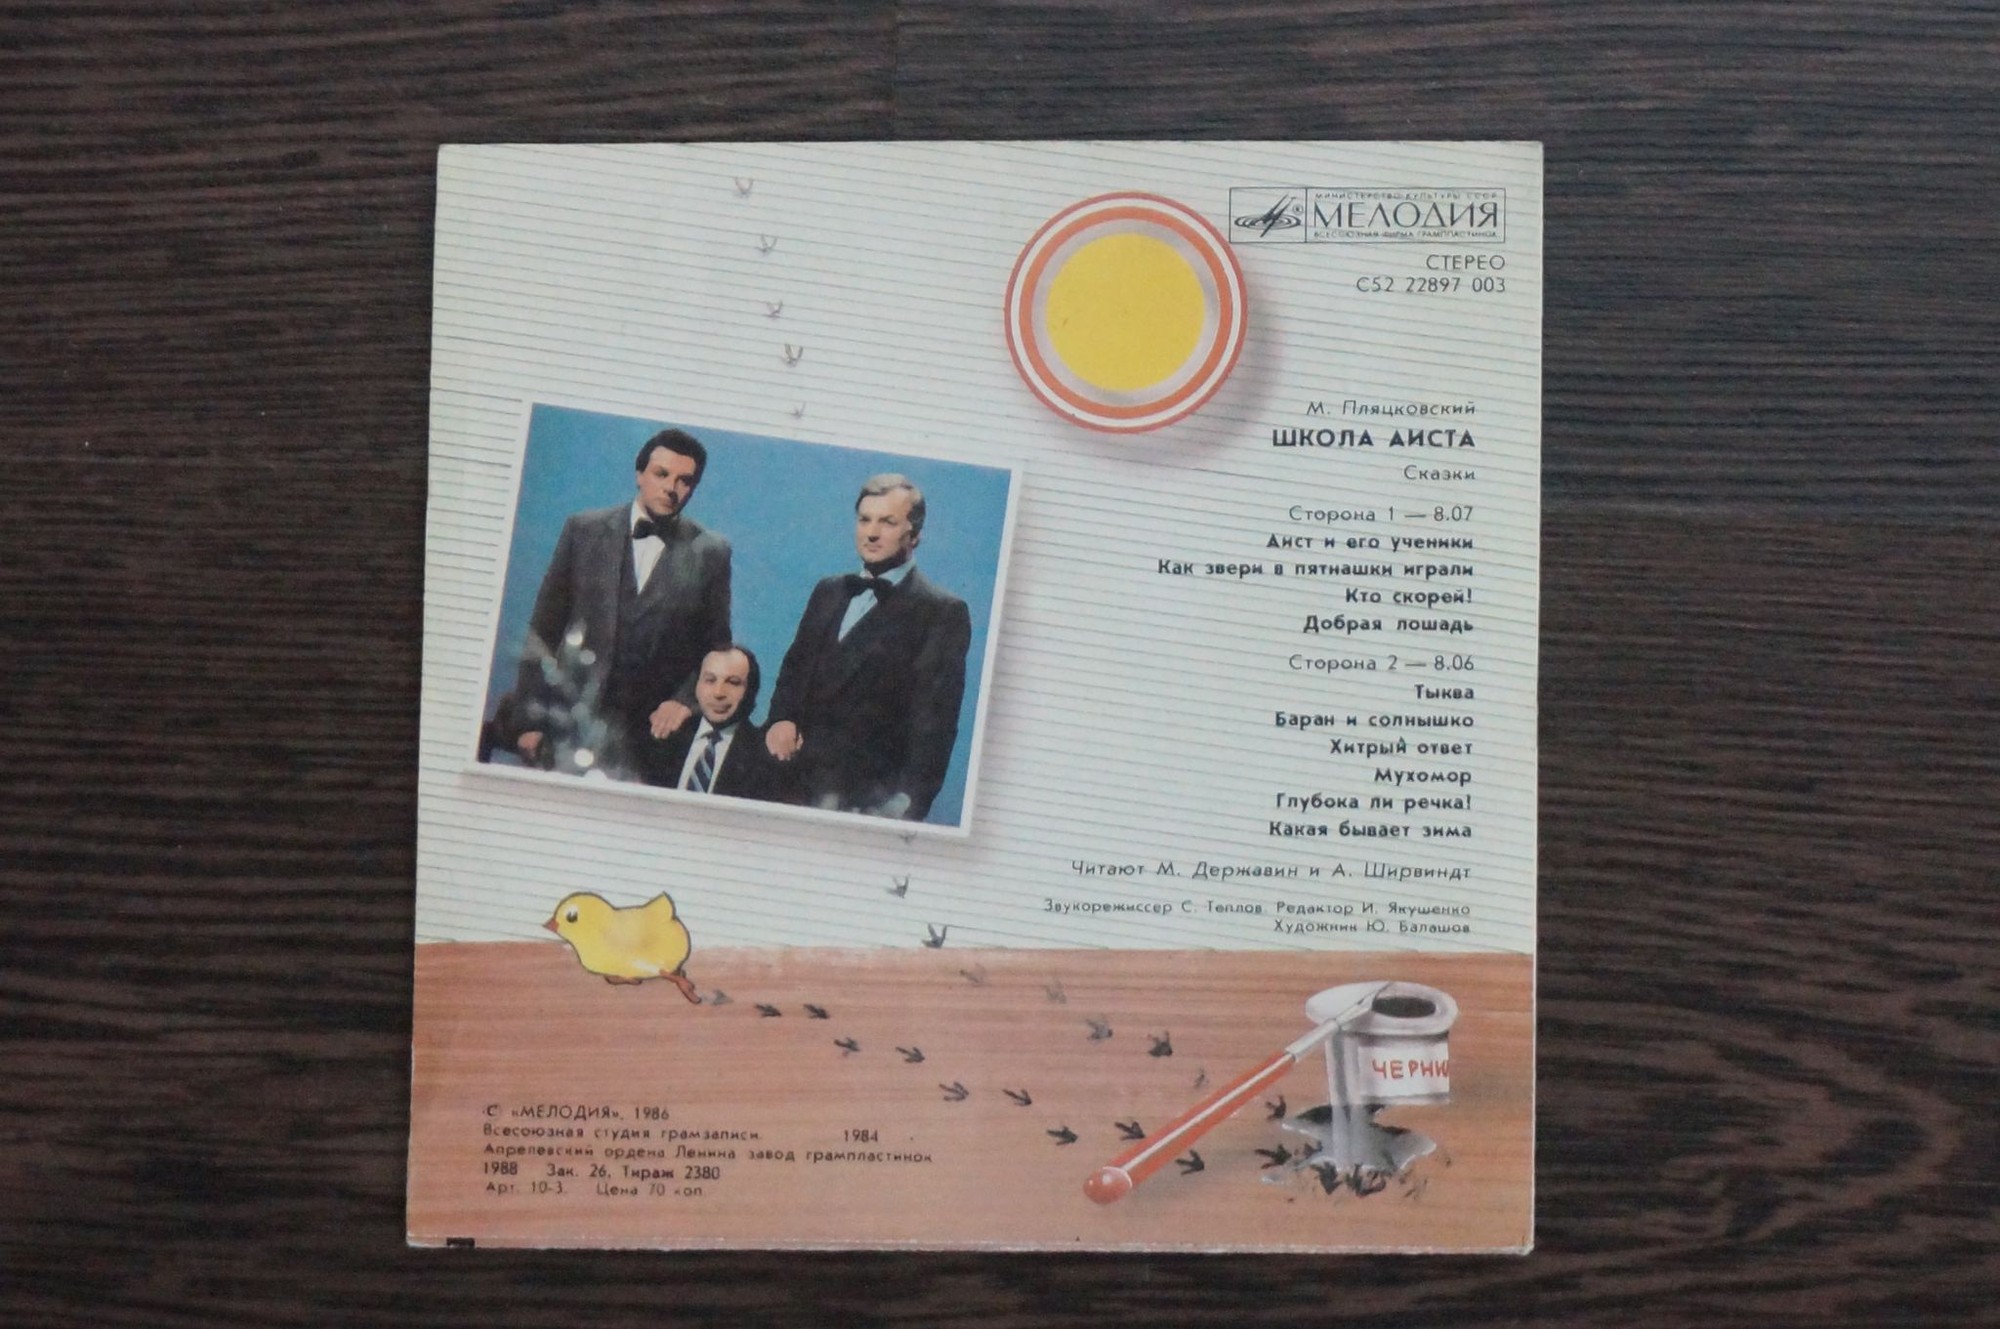 МИНИСТЕРСТВО КУЛЬТУРЫ СССР
МЕЛОДИЯ
ВСЕСОЮЗНАЯ ФИРМА ГРАМПЛАСТИНОК
СТЕРЕО
С52 22897 003
М. Пляцковский
ШКОЛА АИСТА
Сказки
Сторона 1 — 8.07
Аист и его ученики
Как звери в пятнашки играли
Кто скорей!
Добрая лошадь
Сторона 2 — 8.06
Тыква
Баран и солнышко
Хитрый ответ
Мухомор
Глубока ли речка!
Какая бывает зима
Читают М. Державин и А. Ширвиндт
Звукорежиссер С. Теплов. Редактор И. Якушенко
Художник Ю. Балашов
ЧЕРНИ
© «МЕЛОДИЯ», 1986
Всесоюзная студия грамзаписи 1984
Апрелевский ордена Ленина завод грампластинок
1988 Зак. 26. Тираж 2380
Арт. 10-3. Цена 70 коп.